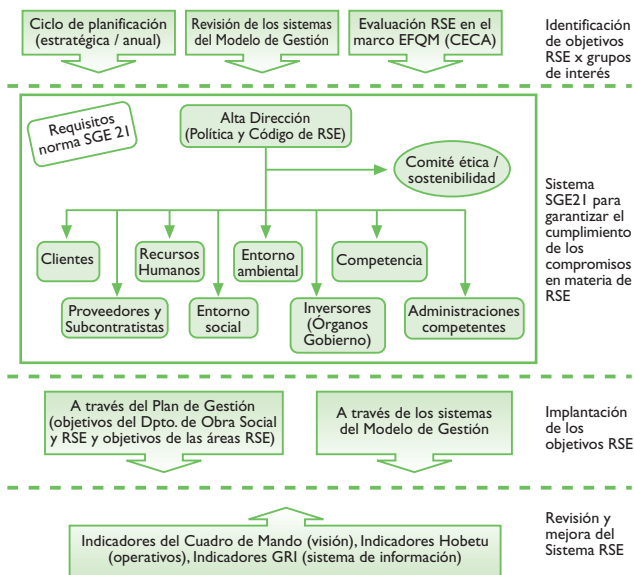 Ciclo de planificación
(estratégica / anual)
Revisión de los sistemas
del Modelo de Gestión
Evaluación RSE en el
marco EFQM (CECA)
Identificación
de objetivos
RSE x grupos
de interés
Requisitos
norma SGE 21
Alta Dirección
(Política y Código de RSE)
Comité ética /
sostenibilidad
Clientes
Recursos
Humanos
Entorno
ambiental
Competencia
Proveedores y
Subcontratistas
Entorno
social
Inversores
(Órganos
Gobierno)
Administraciones
competentes
Sistema
SGE21 para
garantizar el
cumplimiento
de los
compromisos
en materia de
RSE
A través del Plan de Gestión
(objetivos del Dpto. de Obra Social
y RSE y objetivos de las áreas RSE)
A través de los sistemas
del Modelo de Gestión
Implantación
de los
objetivos RSE
Indicadores del Cuadro de Mando (visión), Indicadores Hobetu
(operativos), Indicadores GRI (sistema de información)
Revisión y
mejora del
Sistema RSE